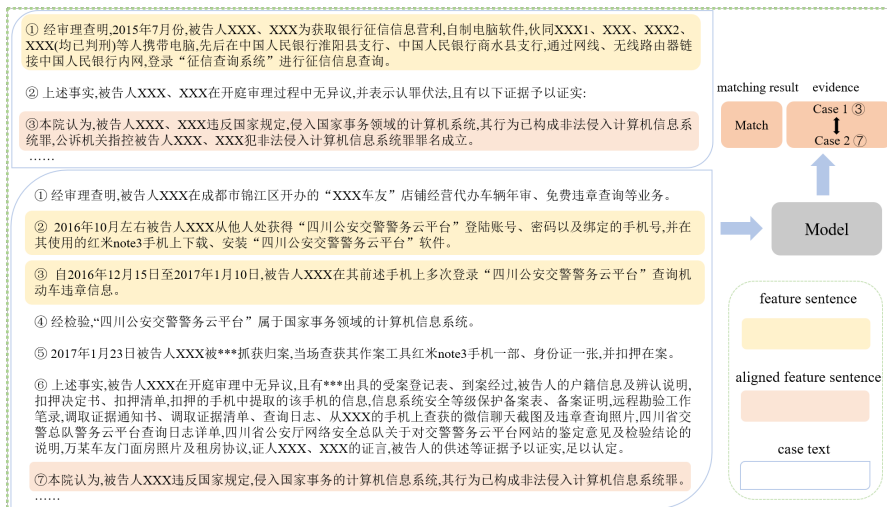 ① 经审理查明,2015年7月份,被告人XXX、XXX为获取银行征信信息营利,自制电脑软件,伙同XXX1、XXX、XXX2、
XXX(均已判刑)等人携带电脑,先后在中国人民银行淮阳县支行、中国人民银行商水县支行,通过网线、无线路由器链
接中国人民银行内网,登录“征信查询系统”进行征信信息查询。
② 上述事实,被告人XXX、XXX在开庭审理过程中无异议,并表示认罪伏法,且有以下证据予以证实:
③本院认为,被告人XXX、XXX违反国家规定,侵入国家事务领域的计算机系统,其行为已构成非法侵入计算机信息系
统罪,公诉机关指控被告人XXX、XXX犯非法侵入计算机信息系统罪罪名成立。
……
① 经审理查明,被告人XXX在成都市锦江区开办的“XXX车友”店铺经营代办车辆年审、免费违章查询等业务。
② 2016年10月左右被告人XXX从他人处获得“四川公安交警警务云平台”登陆账号、密码以及绑定的手机号,并在
其使用的红米note3手机上下载、安装“四川公安交警警务云平台”软件。
③ 自2016年12月15日至2017年1月10日,被告人XXX在其前述手机上多次登录“四川公安交警警务云平台”查询机
动车违章信息。
④ 经检验,“四川公安交警警务云平台”属于国家事务领域的计算机信息系统。
⑤ 2017年1月23日被告人XXX被***抓获归案,当场查获其作案工具红米note3手机一部、身份证一张,并扣押在案。
⑥ 上述事实,被告人XXX在开庭审理中无异议,且有***出具的受案登记表、到案经过,被告人的户籍信息及辨认说明,
扣押决定书、扣押清单,扣押的手机中提取的该手机的信息,信息系统安全等级保护备案表、备案证明,远程勘验工作
笔录,调取证据通知书、调取证据清单、查询日志、从XXX的手机上查获的微信聊天截图及违章查询照片,四川省交
警总队警务云平台查询日志详单,四川省公安厅网络安全总队关于对交警警务云平台网站的鉴定意见及检验结论的
说明,万某车友门面房照片及租房协议,证人XXX、XXX的证言,被告人的供述等证据予以证实,足以认定。
⑦本院认为,被告人XXX违反国家规定,侵入国家事务的计算机信息系统,其行为已构成非法侵入计算机信息系统罪。
……
matching result
evidence
Match
Case 1 ③
Case 2 ⑦
Model
feature sentence
aligned feature sentence
case text